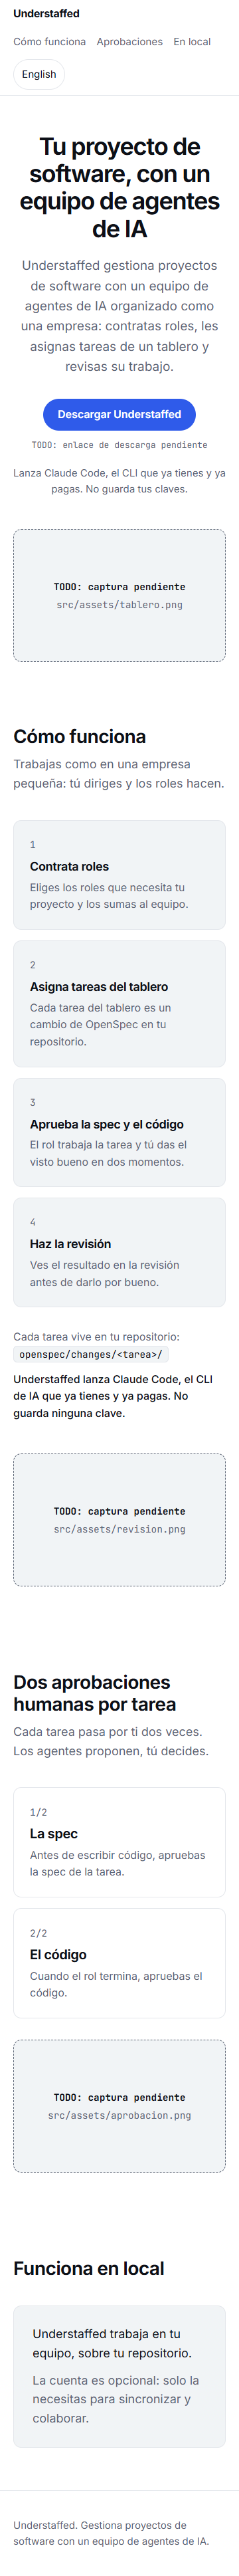 Understaffed
Cómo funciona Aprobaciones En local
English
Tu proyecto de
software, con un
equipo de agentes
de IA
Understaffed gestiona proyectos
de software con un equipo de
agentes de IA organizado como
una empresa: contratas roles, les
asignas tareas de un tablero y
revisas su trabajo.
Descargar Understaffed
TODO: enlace de descarga pendiente
Lanza Claude Code, el CLI que ya tienes y ya
pagas. No guarda tus claves.
TODO: captura pendiente
src/assets/tablero.png
Cómo funciona
Trabajas como en una empresa
pequeña: tú diriges y los roles hacen.
1
Contrata roles
Eliges los roles que necesita tu
proyecto y los sumas al equipo.
2
Asigna tareas del tablero
Cada tarea del tablero es un
cambio de OpenSpec en tu
repositorio.
3
Aprueba la spec y el código
El rol trabaja la tarea y tú das el
visto bueno en dos momentos.
4
Haz la revisión
Ves el resultado en la revisión
antes de darlo por bueno.
Cada tarea vive en tu repositorio:
openspec/changes/<tarea>/
Understaffed lanza Claude Code, el CLI
de IA que ya tienes y ya pagas. No
guarda ninguna clave.
TODO: captura pendiente
src/assets/revision.png
Dos aprobaciones
humanas por tarea
Cada tarea pasa por ti dos veces.
Los agentes proponen, tú decides.
1/2
La spec
Antes de escribir código, apruebas
la spec de la tarea.
2/2
El código
Cuando el rol termina, apruebas el
código.
TODO: captura pendiente
src/assets/aprobacion.png
Funciona en local
Understaffed trabaja en tu
equipo, sobre tu repositorio.
La cuenta es opcional: solo la
necesitas para sincronizar y
colaborar.
Understaffed. Gestiona proyectos de
software con un equipo de agentes de IA.